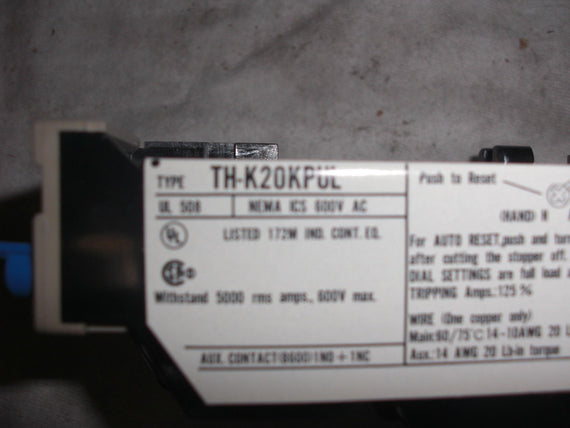 TYPE TH-K20KPUL
UL 508 NEMA ICS 600V AC
UL LISTED 172M IND. CONT. EQ.
Withstand 5000 rms amps., 600V max.
AUX. CONTACT(B600)1NO+1NC
Push to Reset
(HAND) H A
For AUTO RESET, push and turn
after cutting the stopper off.
DIAL SETTINGS are full load
TRIPPING Amps.:125%
WIRE (One copper only)
Main:60/75℃ 14-10AWG 20 L
Aux.:14 AWG 20 Lb-in torque